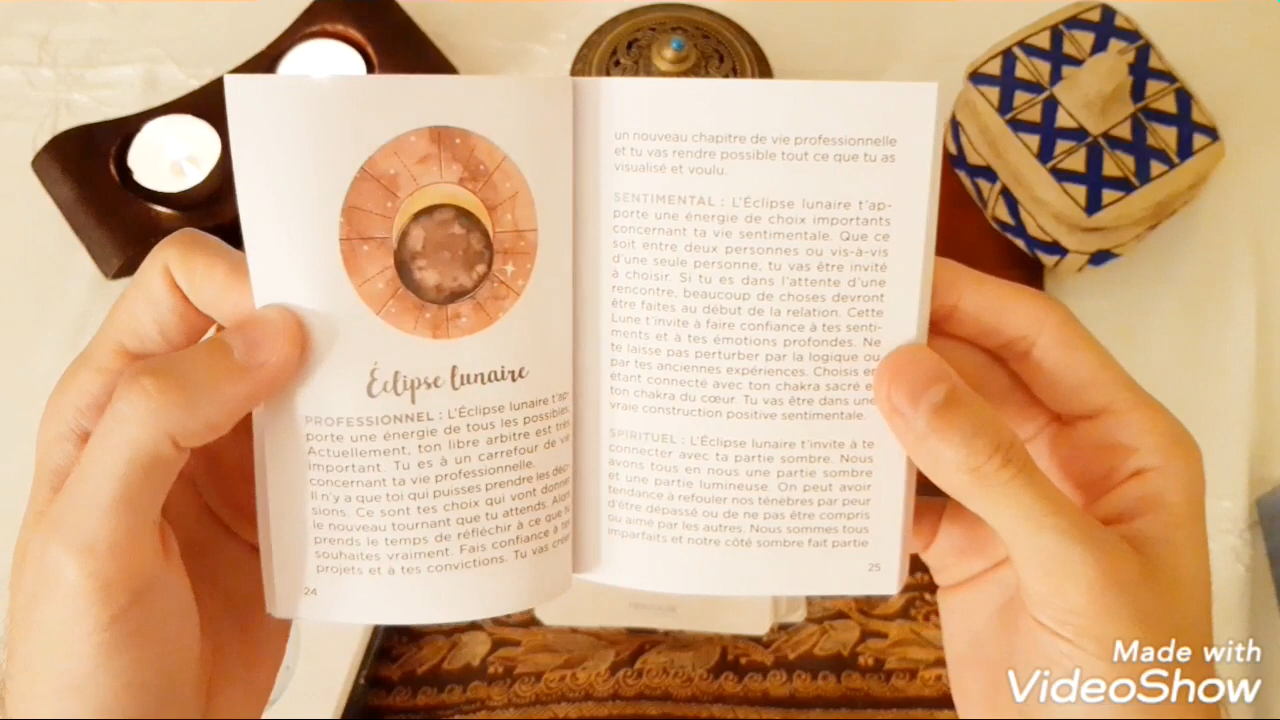 Éclipse lunaire
PROFESSIONNEL : L'Éclipse lunaire t'ap-
porte une énergie de tous les possibles.
Actuellement, ton libre arbitre est très
important. Tu es à un carrefour de vie
concernant ta vie professionnelle.
Il n'y a que toi qui puisses prendre les déci-
sions. Ce sont tes choix qui vont donner
le nouveau tournant que tu attends. Alors
prends le temps de réfléchir à ce que tu
souhaites vraiment. Fais confiance à tes
projets et à tes convictions. Tu vas créer
24
un nouveau chapitre de vie professionnelle
et tu vas rendre possible tout ce que tu as
visualisé et voulu.
SENTIMENTAL : L'Éclipse lunaire t'ap-
porte une énergie de choix importants
concernant ta vie sentimentale. Que ce
soit entre deux personnes ou vis-à-vis
d'une seule personne, tu vas être invité
à choisir. Si tu es dans l'attente d'une
rencontre, beaucoup de choses devront
être faites au début de la relation. Cette
Lune t'invite à faire confiance à tes senti-
ments et à tes émotions profondes. Ne
te laisse pas perturber par la logique ou
par tes anciennes expériences. Choisis en
étant connecté avec ton chakra sacré et
ton chakra du cœur. Tu vas être dans une
vraie construction positive sentimentale.
SPIRITUEL : L'Éclipse lunaire t'invite à te
connecter avec ta partie sombre. Nous
avons tous en nous une partie sombre
et une partie lumineuse. On peut avoir
tendance à refouler nos ténèbres par peur
d'être dépassé ou de ne pas être compris
ou aimé par les autres. Nous sommes tous
imparfaits et notre côté sombre fait partie
25
Made with
VideoShow